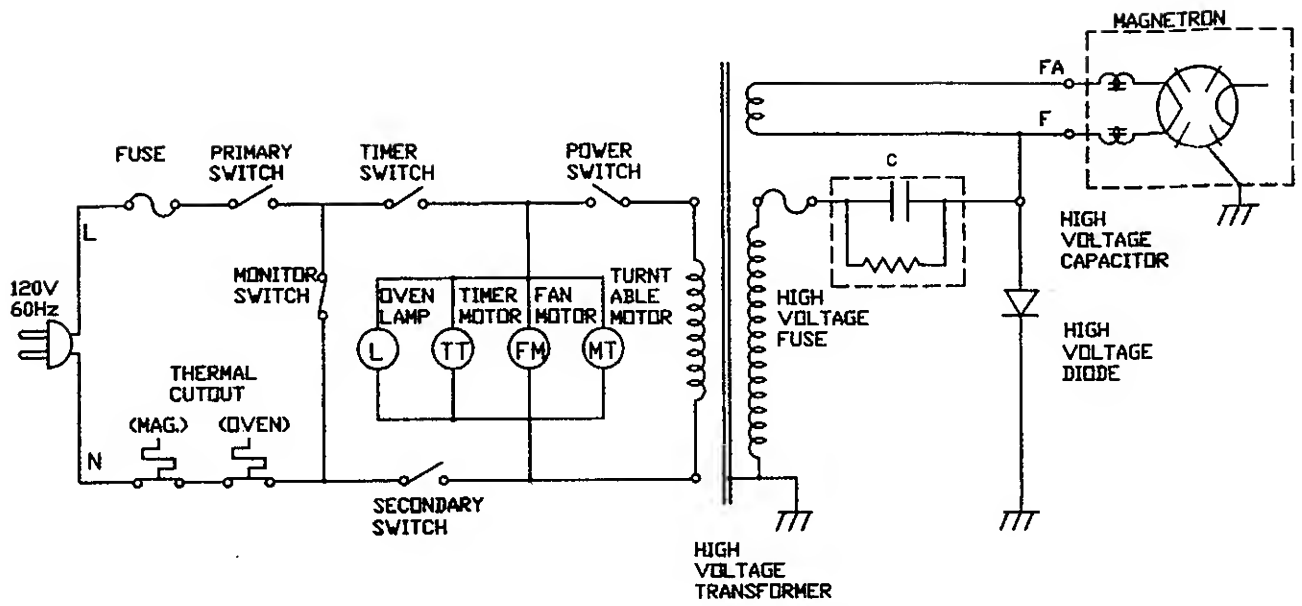 MAGNETRON
FA
F
FUSE
PRIMARY
SWITCH
TIMER
SWITCH
POWER
SWITCH
C
L
HIGH
VOLTAGE
CAPACITOR
120V
60Hz
MONITOR
SWITCH
OVEN
LAMP
TIMER
MOTOR
FAN
MOTOR
TURNT
ABLE
MOTOR
HIGH
VOLTAGE
FUSE
L
TT
FM
MT
HIGH
VOLTAGE
DIODE
THERMAL
CUTOUT
(MAG.) (OVEN)
N
SECONDARY
SWITCH
HIGH
VOLTAGE
TRANSFORMER